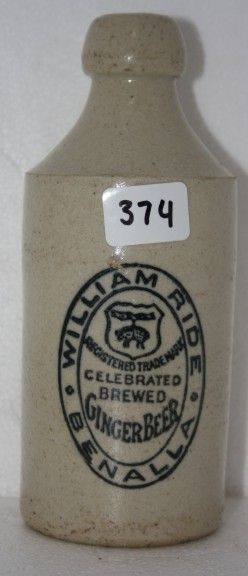 374
WILLIAM RIDE
REGISTERED TRADE MARK
CELEBRATED
BREWED
GINGER BEER
BENALLA